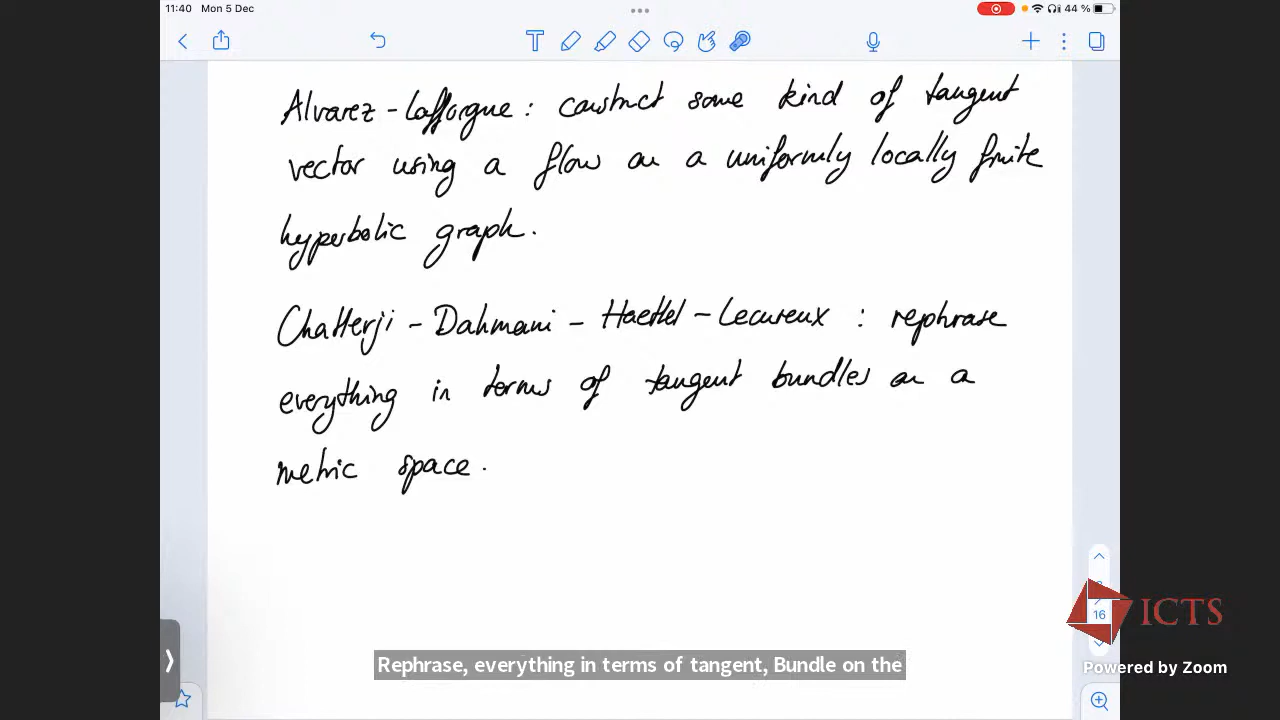 11:40 Mon 5 Dec
44 %
Alvarez - Lafforgue : construct some kind of tangent
vector using a flow on a uniformly locally finite
hyperbolic graph.
Chatterji - Dahmani - Haettel - Lecureux : rephrase
everything in terms of tangent bundles on a
metric space.
16
ICTS
Rephrase, everything in terms of tangent, Bundle on the
Powered by Zoom